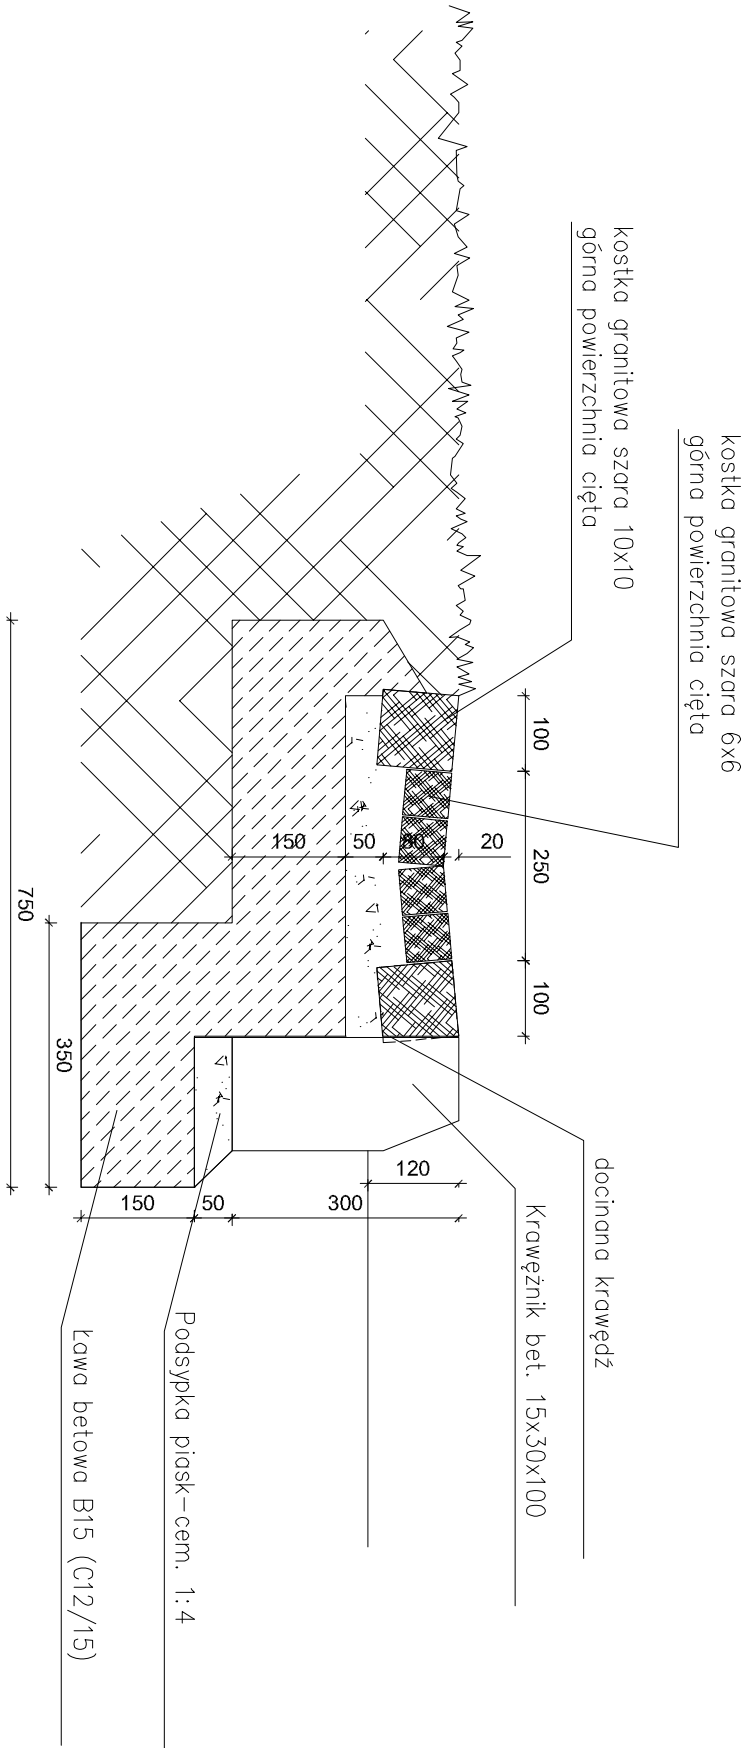 kostka granitowa szara 6x6
górna powierzchnia cięta
kostka granitowa szara 10x10
górna powierzchnia cięta
100
250
100
20
80
50
150
750
350
120
300
50
150
docinana krawędź
Krawężnik bet. 15x30x100
Podsypka piask-cem. 1:4
Ława betowa B15 (C12/15)